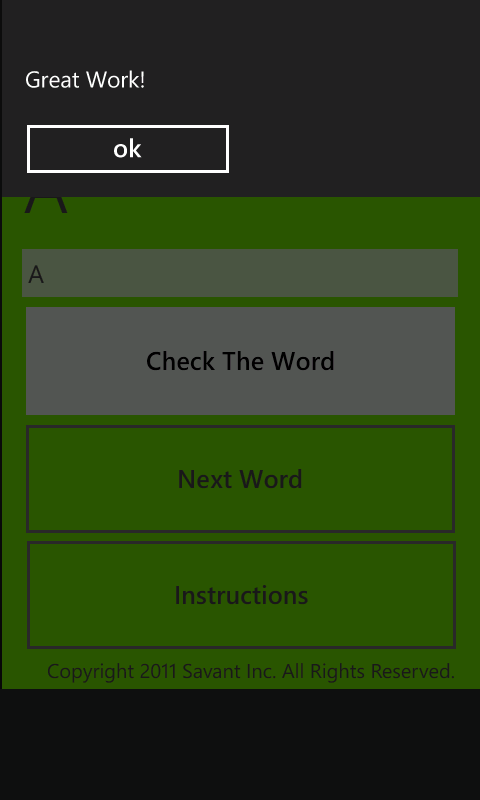 Great Work!
ok
A
A
Check The Word
Next Word
Instructions
Copyright 2011 Savant Inc. All Rights Reserved.